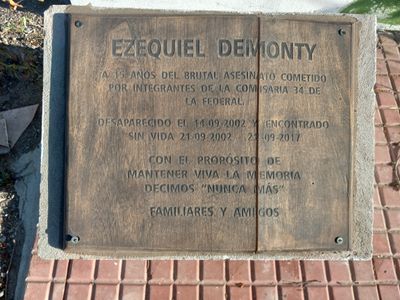 EZEQUIEL DEMONTY
A 15 AÑOS DEL BRUTAL ASESINATO COMETIDO
POR INTEGRANTES DE LA COMISARIA 34 DE
LA FEDERAL.
DESAPARECIDO EL 14-09-2002 Y ENCONTRADO
SIN VIDA 21-09-2002 - 21-09-2017
CON EL PROPÓSITO DE
MANTENER VIVA LA MEMORIA
DECIMOS "NUNCA MÁS"
FAMILIARES Y AMIGOS